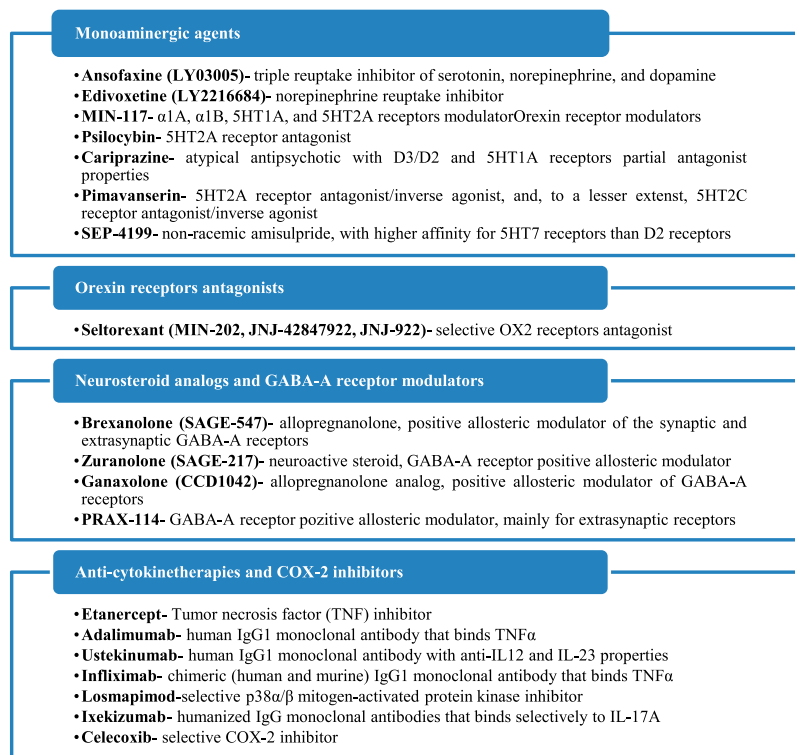 Monoaminergic agents
•Ansofaxine (LY03005)- triple reuptake inhibitor of serotonin, norepinephrine, and dopamine
•Edivoxetine (LY2216684)- norepinephrine reuptake inhibitor
•MIN-117- α1A, α1B, 5HT1A, and 5HT2A receptors modulatorOrexin receptor modulators
•Psilocybin- 5HT2A receptor antagonist
•Cariprazine- atypical antipsychotic with D3/D2 and 5HT1A receptors partial antagonist
properties
•Pimavanserin- 5HT2A receptor antagonist/inverse agonist, and, to a lesser extenst, 5HT2C
receptor antagonist/inverse agonist
•SEP-4199- non-racemic amisulpride, with higher affinity for 5HT7 receptors than D2 receptors
Orexin receptors antagonists
•Seltorexant (MIN-202, JNJ-42847922, JNJ-922)- selective OX2 receptors antagonist
Neurosteroid analogs and GABA-A receptor modulators
•Brexanolone (SAGE-547)- allopregnanolone, positive allosteric modulator of the synaptic and
extrasynaptic GABA-A receptors
•Zuranolone (SAGE-217)- neuroactive steroid, GABA-A receptor positive allosteric modulator
•Ganaxolone (CCD1042)- allopregnanolone analog, positive allosteric modulator of GABA-A
receptors
•PRAX-114- GABA-A receptor pozitive allosteric modulator, mainly for extrasynaptic receptors
Anti-cytokinetherapies and COX-2 inhibitors
•Etanercept- Tumor necrosis factor (TNF) inhibitor
•Adalimumab- human IgG1 monoclonal antibody that binds TNFα
•Ustekinumab- human IgG1 monoclonal antibody with anti-IL12 and IL-23 properties
•Infliximab- chimeric (human and murine) IgG1 monoclonal antibody that binds TNFα
•Losmapimod-selective p38α/β mitogen-activated protein kinase inhibitor
•Ixekizumab- humanized IgG monoclonal antibodies that binds selectively to IL-17A
•Celecoxib- selective COX-2 inhibitor